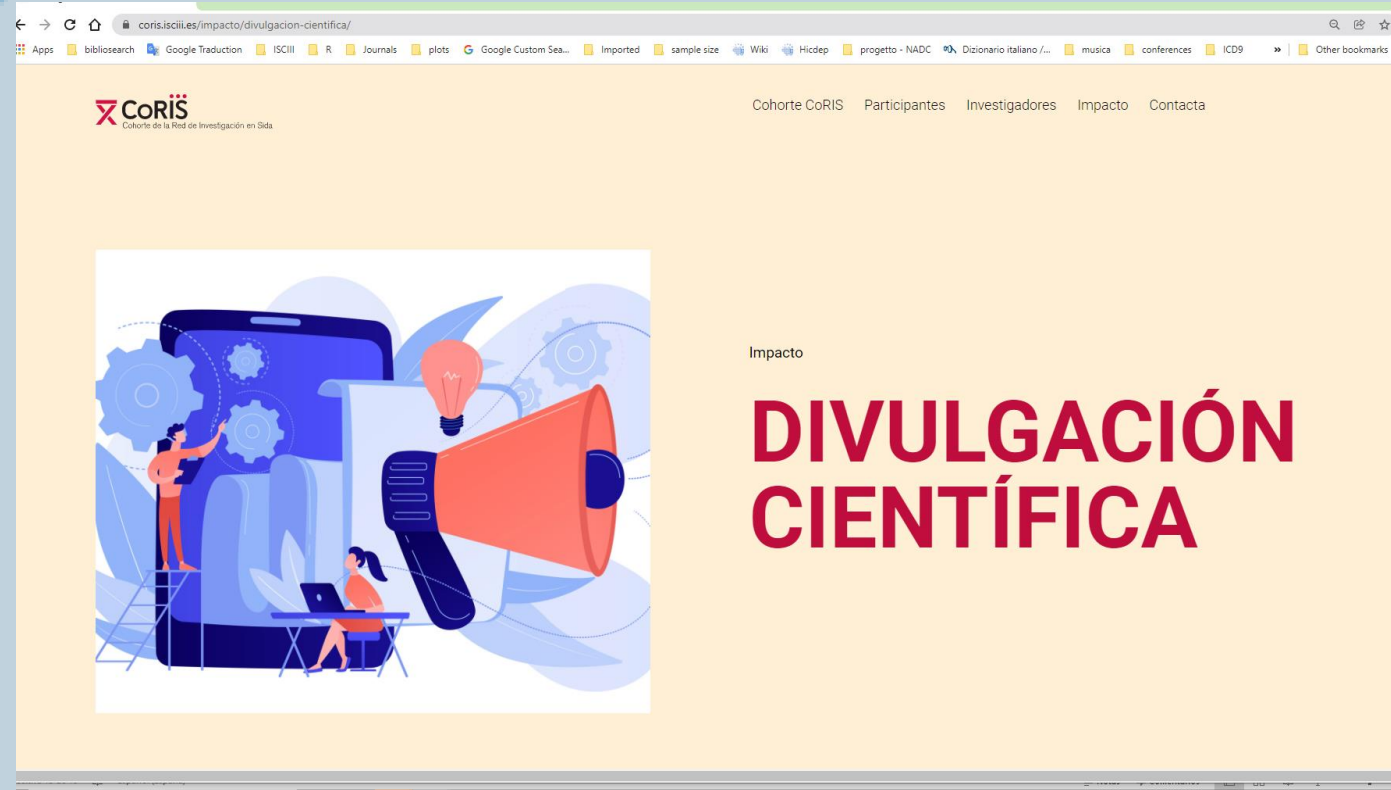 coris.isciii.es/impacto/divulgacion-cientifica/
Apps bibliosearch Google Traduction ISCIII R Journals plots Google Custom Sea... Imported sample size Wiki Hicdep progetto - NADC Dizionario italiano /... musica conferences ICD9 » Other bookmarks
CoRIS
Cohorte de la Red de Investigación en Sida
Cohorte CoRIS Participantes Investigadores Impacto Contacta
Impacto
DIVULGACIÓN
CIENTÍFICA